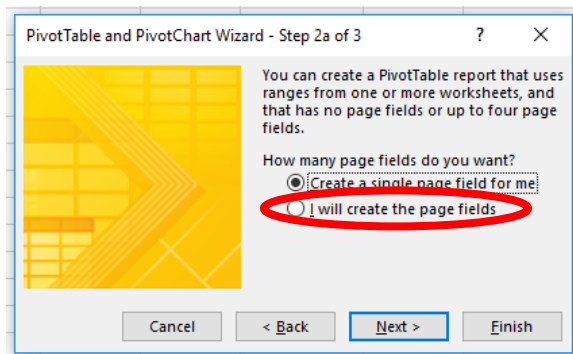 PivotTable and PivotChart Wizard - Step 2a of 3
?
You can create a PivotTable report that uses
ranges from one or more worksheets, and
that has no page fields or up to four page
fields.
How many page fields do you want?
Create a single page field for me
I will create the page fields
Cancel
< Back
Next >
Finish